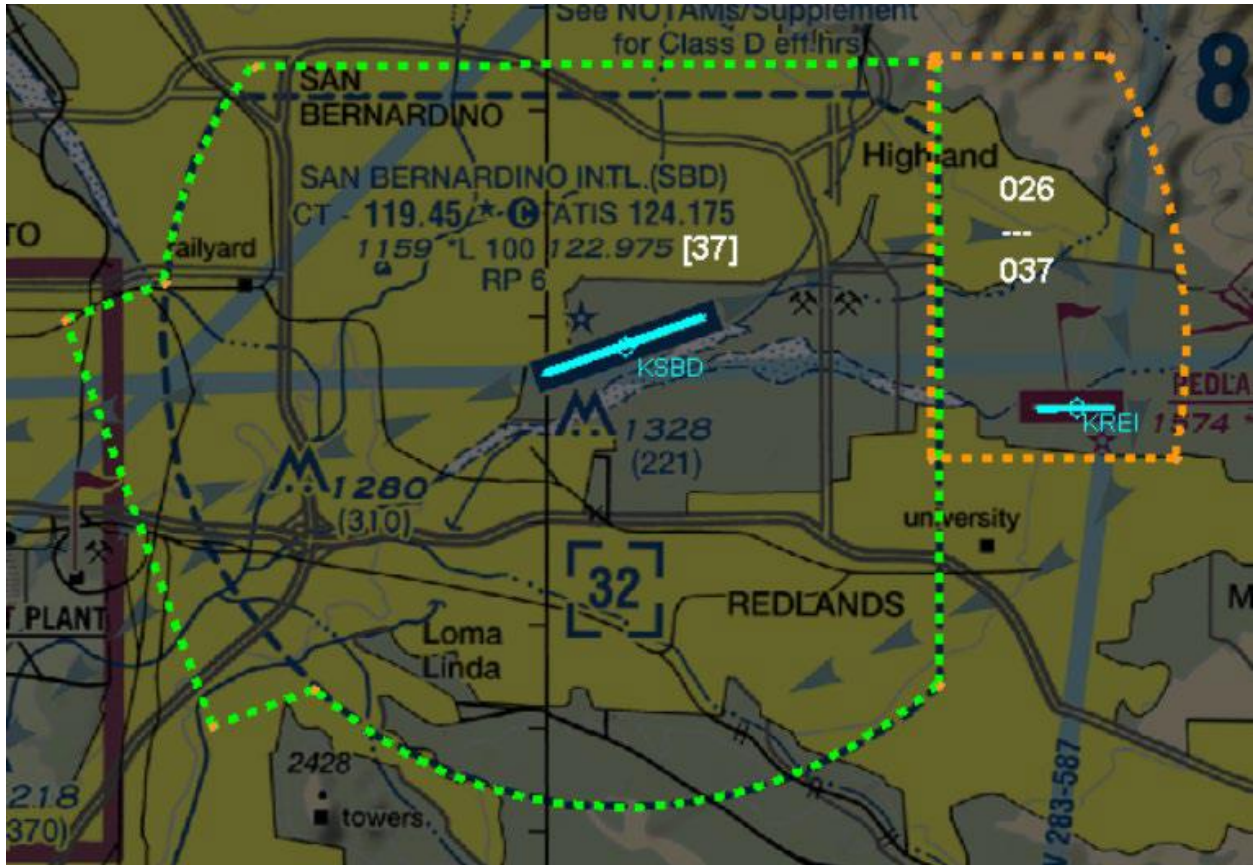 See NOTAMs/Supplement
for Class D eff hrs
8
SAN
BERNARDINO
Highland
SAN BERNARDINO INTL (SBD)
CT - 119.45 * C ATIS 124.175
1159 *L 100 122.975 [37]
RP 6
026
---
037
TO
railyard
KSBD
PEDLA
KREI
1574
1328
(221)
1280
(310)
university
32
REDLANDS
M
T PLANT
Loma
Linda
2428
towers
218
370)
V 283-587